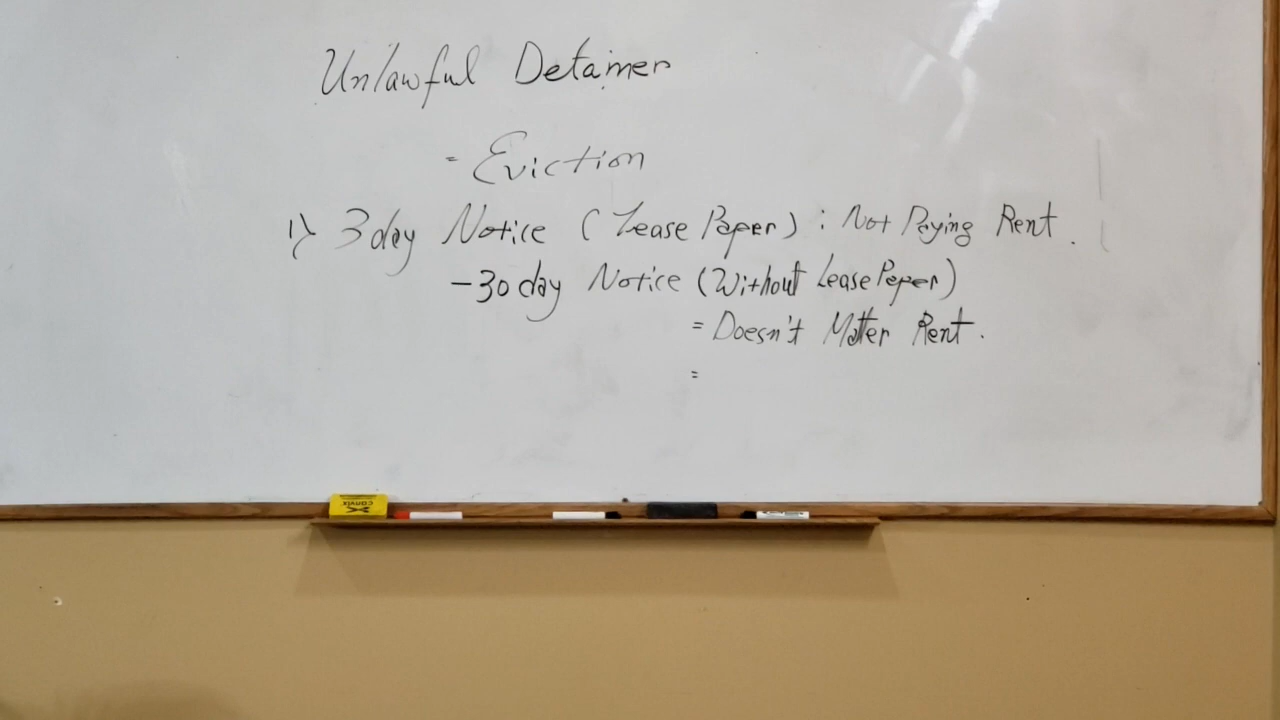 Unlawful Detainer
= Eviction
1) 3 day Notice (Lease Paper) : Not Paying Rent.
- 30 day Notice (Without Lease Paper)
= Doesn't Matter Rent.
=